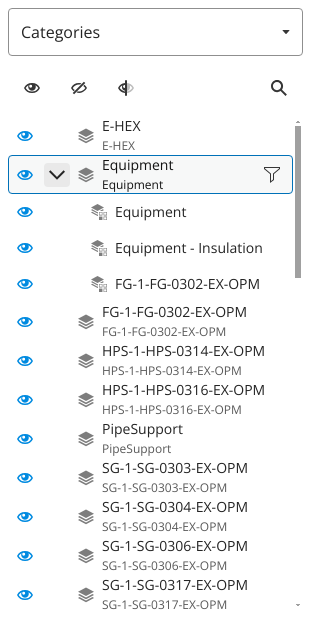 Categories
E-HEX
E-HEX
Equipment
Equipment
Equipment
Equipment - Insulation
FG-1-FG-0302-EX-OPM
FG-1-FG-0302-EX-OPM
FG-1-FG-0302-EX-OPM
HPS-1-HPS-0314-EX-OPM
HPS-1-HPS-0314-EX-OPM
HPS-1-HPS-0316-EX-OPM
HPS-1-HPS-0316-EX-OPM
PipeSupport
PipeSupport
SG-1-SG-0303-EX-OPM
SG-1-SG-0303-EX-OPM
SG-1-SG-0304-EX-OPM
SG-1-SG-0304-EX-OPM
SG-1-SG-0306-EX-OPM
SG-1-SG-0306-EX-OPM
SG-1-SG-0317-EX-OPM
SG-1-SG-0317-EX-OPM